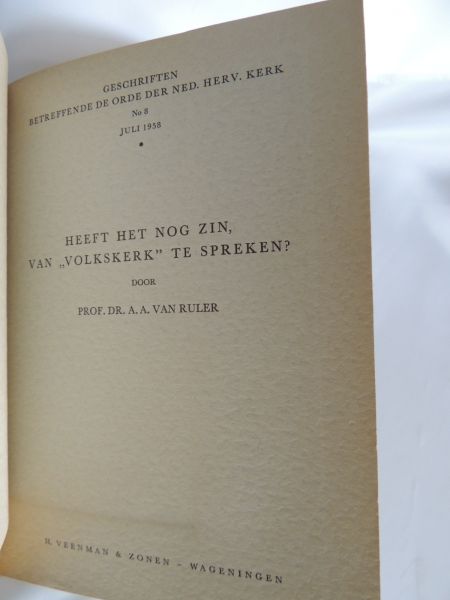 GESCHRIFTEN
BETREFFENDE DE ORDE DER NED. HERV. KERK
No 8
JULI 1958
*
HEEFT HET NOG ZIN,
VAN „VOLKSKERK” TE SPREKEN?
DOOR
PROF. DR. A. A. VAN RULER
H. VEENMAN & ZONEN - WAGENINGEN